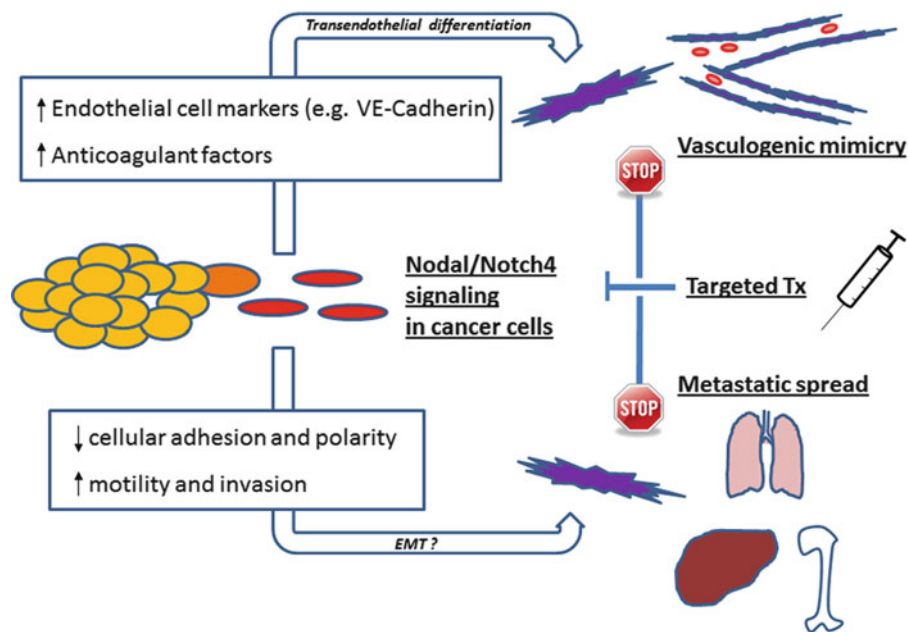 Transendothelial differentiation
↑ Endothelial cell markers (e.g. VE-Cadherin)
↑ Anticoagulant factors
STOP
Vasculogenic mimicry
Nodal/Notch4
signaling
in cancer cells
Targeted Tx
Metastatic spread
STOP
↓ cellular adhesion and polarity
↑ motility and invasion
EMT ?